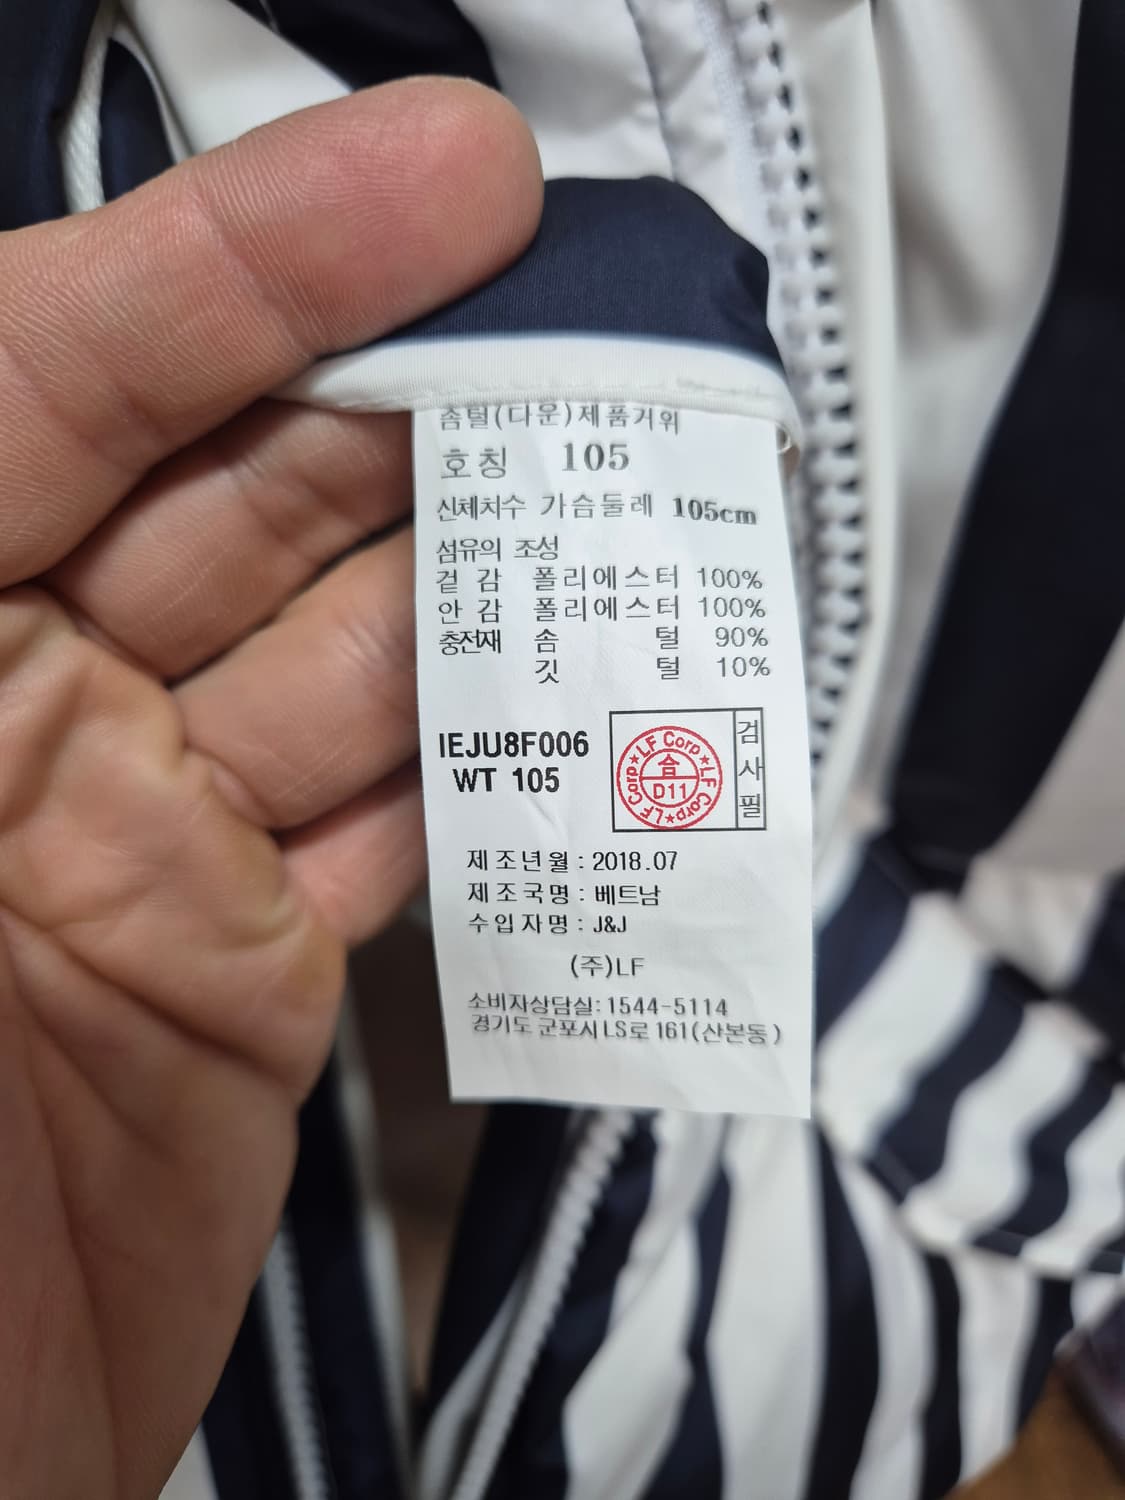 솜털(다운)제품거위
호칭 105
신체치수 가슴둘레 105cm
섬유의 조성
겉감 폴리에스터 100%
안감 폴리에스터 100%
충전재 솜털 90%
깃털 10%
IEJU8F006
WT 105
LF Corp★LF Corp★LF Corp★
合
D11
검사필
제조년월 : 2018.07
제조국명 : 베트남
수입자명 : J&J
(주)LF
소비자상담실: 1544-5114
경기도 군포시 LS로 161(산본동)